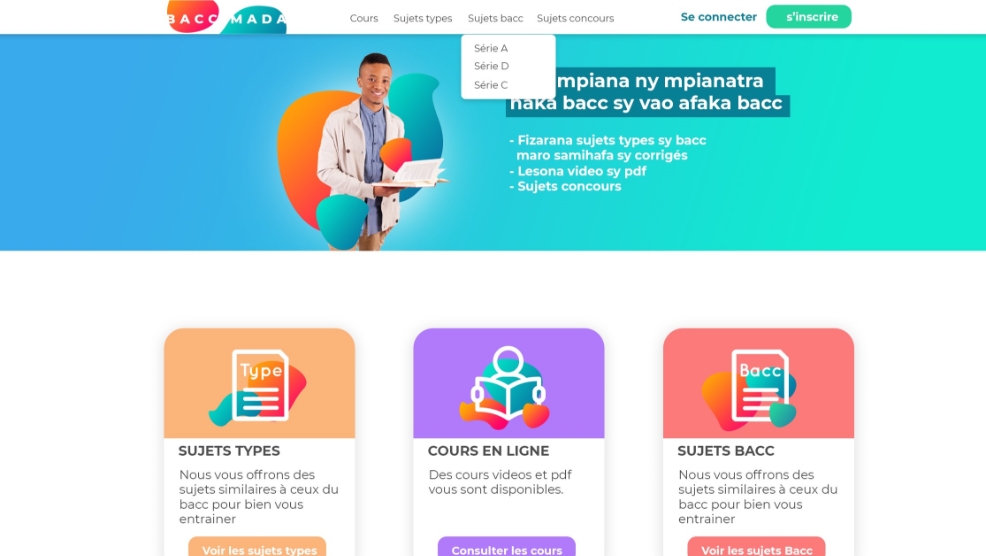 BACC MADA
Cours
Sujets types
Sujets bacc
Sujets concours
Se connecter
s'inscrire
Série A
Série D
Série C
mpiana ny mpianatra
haka bacc sy vao afaka bacc
- Fizarana sujets types sy bacc
maro samihafa sy corrigés
- Lesona video sy pdf
- Sujets concours
Type
Bacc
SUJETS TYPES
Nous vous offrons des
sujets similaires à ceux du
bacc pour bien vous
entrainer
Voir les sujets types
COURS EN LIGNE
Des cours videos et pdf
vous sont disponibles.
Consulter les cours
SUJETS BACC
Nous vous offrons des
sujets similaires à ceux du
bacc pour bien vous
entrainer
Voir les sujets Bacc